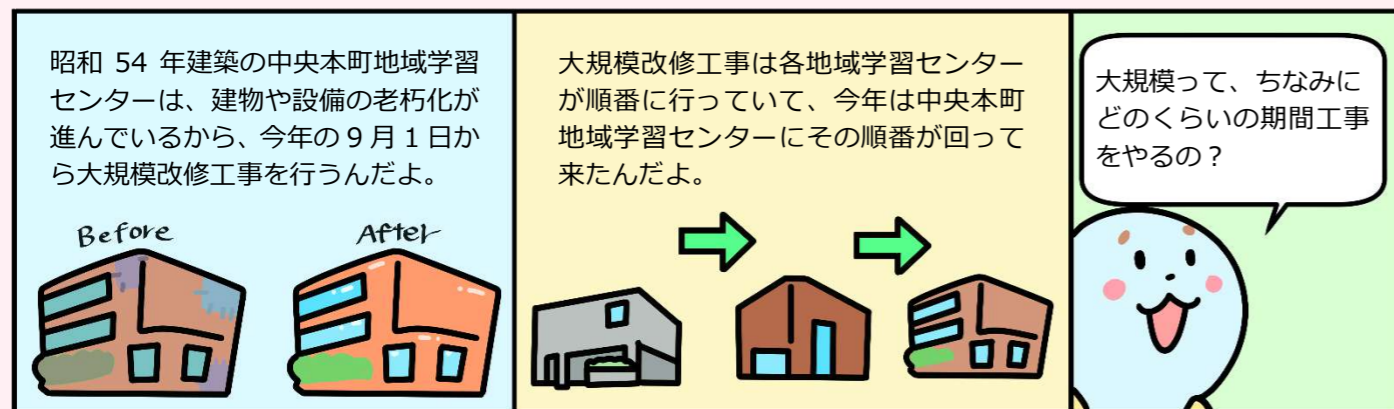 昭和 54 年建築の中央本町地域学習
センターは、建物や設備の老朽化が
進んでいるから、今年の 9 月 1 日か
ら大規模改修工事を行うんだよ。
Before
After
大規模改修工事は各地域学習センター
が順番に行っていて、今年は中央本町
地域学習センターにその順番が回って
来たんだよ。
大規模って、ちなみに
どのくらいの期間工事
をやるの？